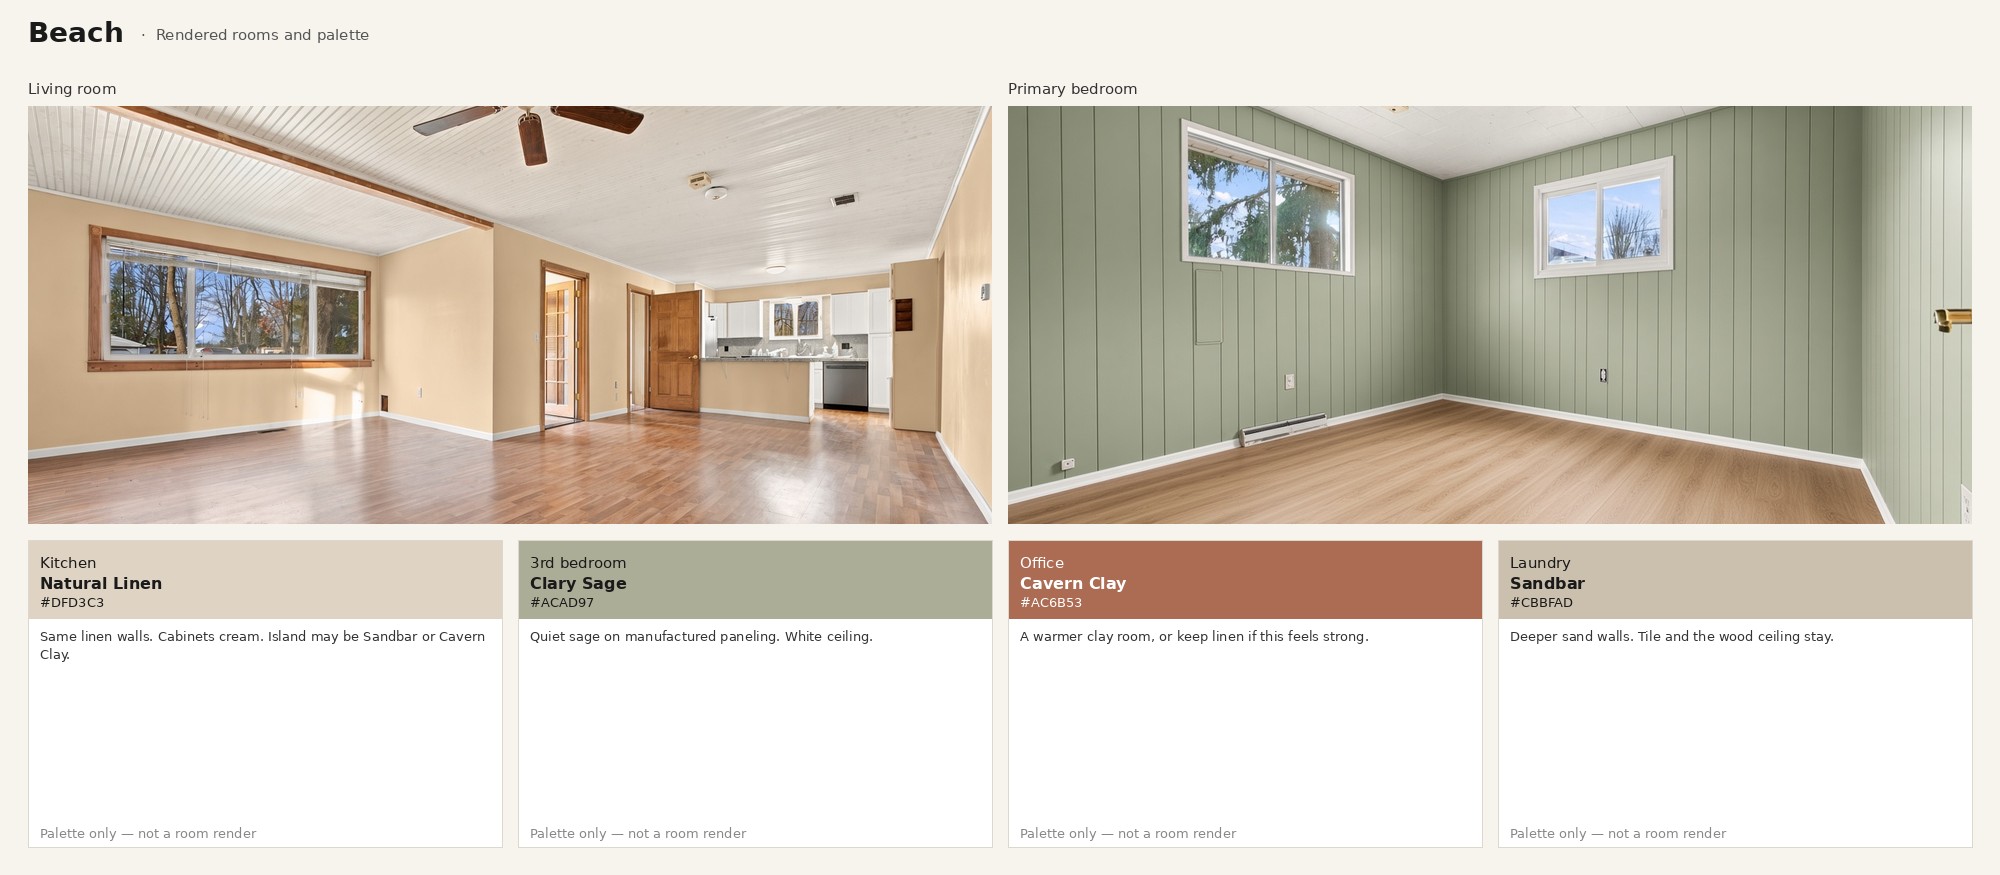 Beach · Rendered rooms and palette
Living room
Primary bedroom
Kitchen
Natural Linen
#DFD3C3
Same linen walls. Cabinets cream. Island may be Sandbar or Cavern
Clay.
Palette only — not a room render
3rd bedroom
Clary Sage
#ACAD97
Quiet sage on manufactured paneling. White ceiling.
Palette only — not a room render
Office
Cavern Clay
#AC6B53
A warmer clay room, or keep linen if this feels strong.
Palette only — not a room render
Laundry
Sandbar
#CBBFAD
Deeper sand walls. Tile and the wood ceiling stay.
Palette only — not a room render